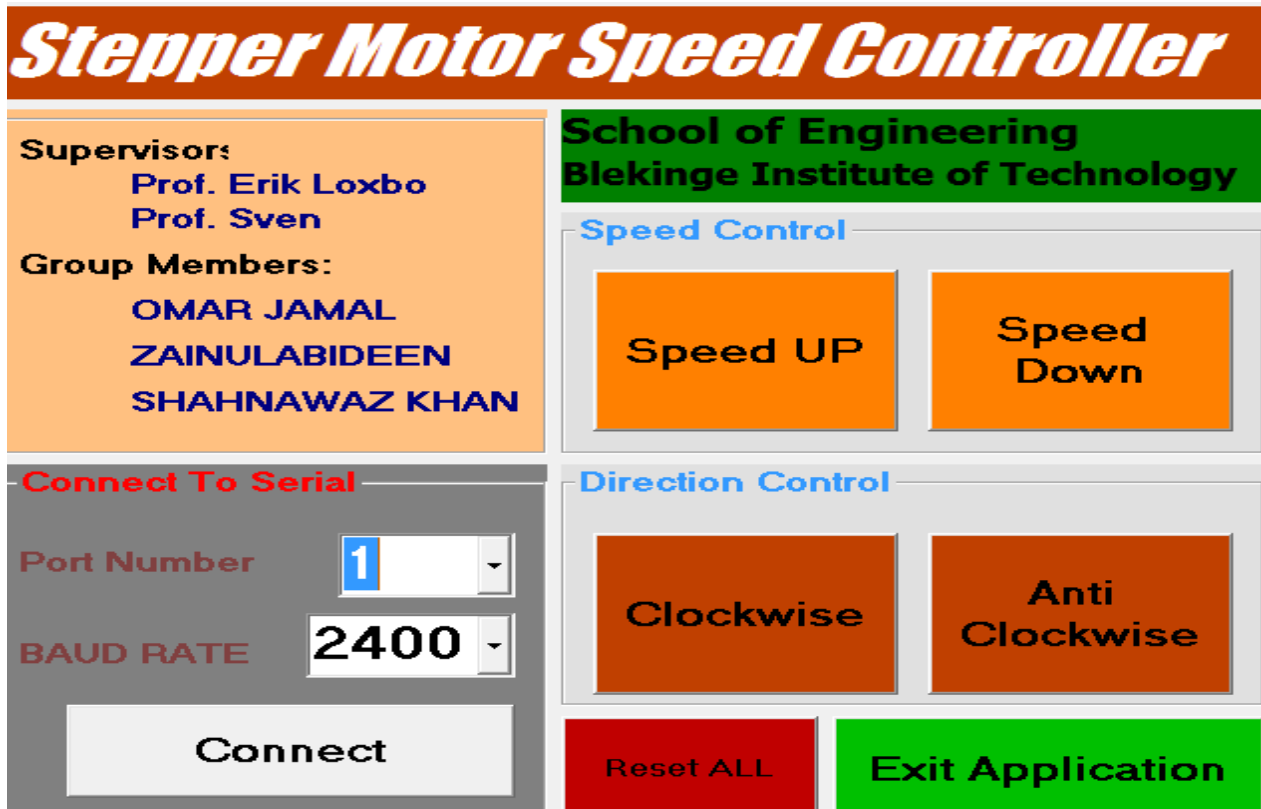 Stepper Motor Speed Controller
Supervisors
Prof. Erik Loxbo
Prof. Sven
Group Members:
OMAR JAMAL
ZAINULABIDEEN
SHAHNAWAZ KHAN
School of Engineering
Blekinge Institute of Technology
Speed Control
Speed UP
Speed
Down
Connect To Serial
Port Number
1
BAUD RATE
2400
Connect
Direction Control
Clockwise
Anti
Clockwise
Reset ALL
Exit Application